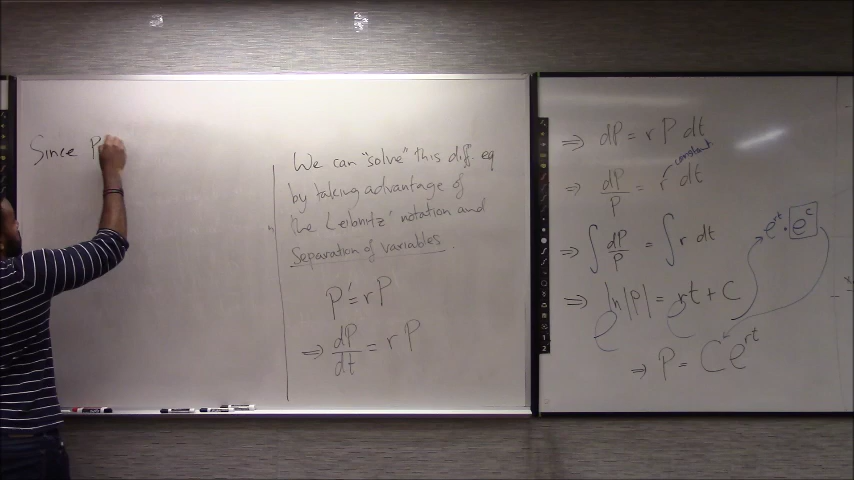 Since P
We can "solve" this diff. eq
by taking advantage of
the Leibnitz' notation and
Separation of variables.
P' = rP
⇒ dP/dt = rP
⇒ dP = rP dt
⇒ dP/P = r dt
constant
⇒ ∫ dP/P = ∫ r dt
e^rt · e^c
⇒ ln|P| = rt + C
e e
⇒ P = Ce^rt